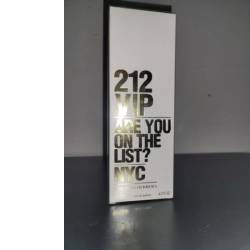 212
VIP
ARE YOU
ON THE
LIST?
NYC